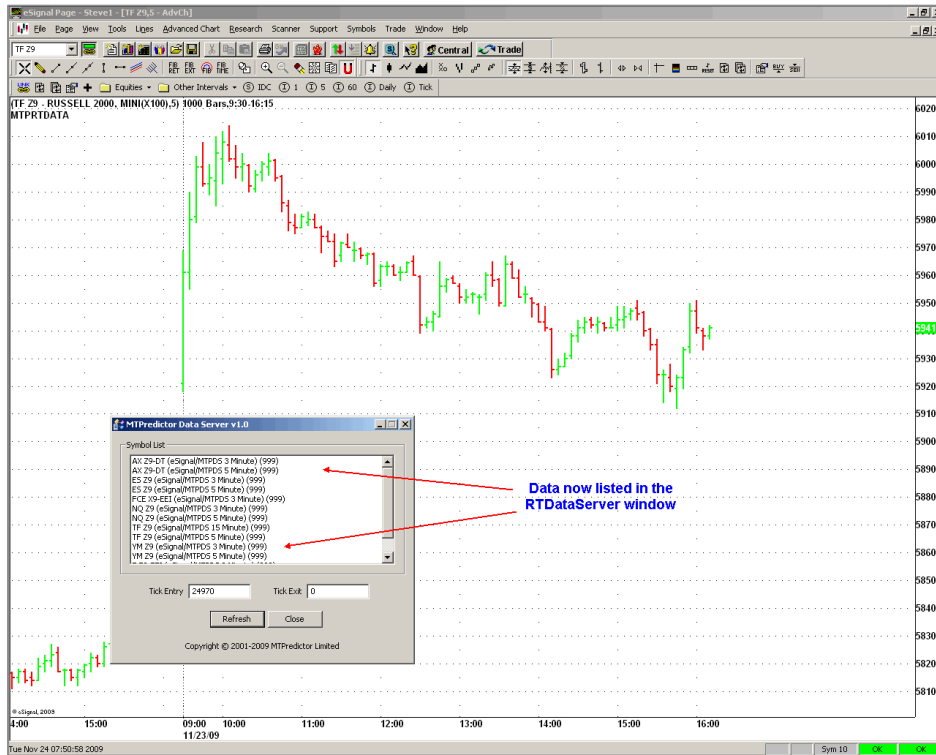 eSignal Page - Steve1 - [TF Z9,5 - AdvCh]
File Page View Tools Lines Advanced Chart Research Scanner Support Symbols Trade Window Help
TF Z9 Central Trade
FIB RET FIB EXT FIB FIB TIME BUY SELL
LINK Equities Other Intervals IDC 1 5 60 Daily Tick
(TF Z9 - RUSSELL 2000, MINI(X100),5) 1000 Bars,9:30-16:15
MTPRTDATA
6020
6000
5990
5980
5970
5960
5950
5941
5930
5920
5910
5900
5890
5880
5870
5860
5850
5840
5830
5820
5810
MTPredictor Data Server v1.0
Symbol List
AX Z9-DT (eSignal/MTPDS 3 Minute) (999)
AX Z9-DT (eSignal/MTPDS 5 Minute) (999)
ES Z9 (eSignal/MTPDS 3 Minute) (999)
ES Z9 (eSignal/MTPDS 5 Minute) (999)
FCE X9-EEI (eSignal/MTPDS 3 Minute) (999)
NQ Z9 (eSignal/MTPDS 3 Minute) (999)
NQ Z9 (eSignal/MTPDS 5 Minute) (999)
TF Z9 (eSignal/MTPDS 15 Minute) (999)
TF Z9 (eSignal/MTPDS 5 Minute) (999)
YM Z9 (eSignal/MTPDS 3 Minute) (999)
YM Z9 (eSignal/MTPDS 5 Minute) (999)
Data now listed in the
RTDataServer window
Tick Entry 24970 Tick Exit 0
Refresh Close
Copyright © 2001-2009 MTPredictor Limited
© eSignal, 2009
4:00 15:00 09:00 10:00 11:00 12:00 13:00 14:00 15:00 16:00
11/23/09
Tue Nov 24 07:50:58 2009 Sym 10 OK OK